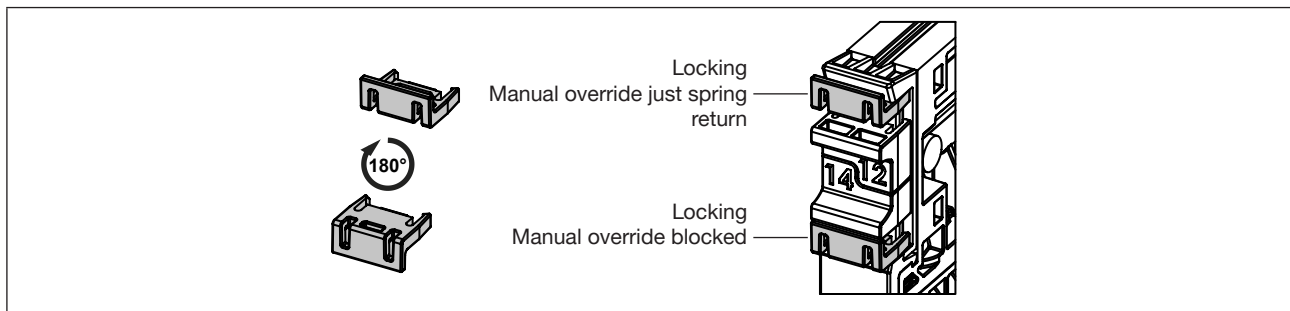 Locking
Manual override just spring
return
180°
14 12
Locking
Manual override blocked